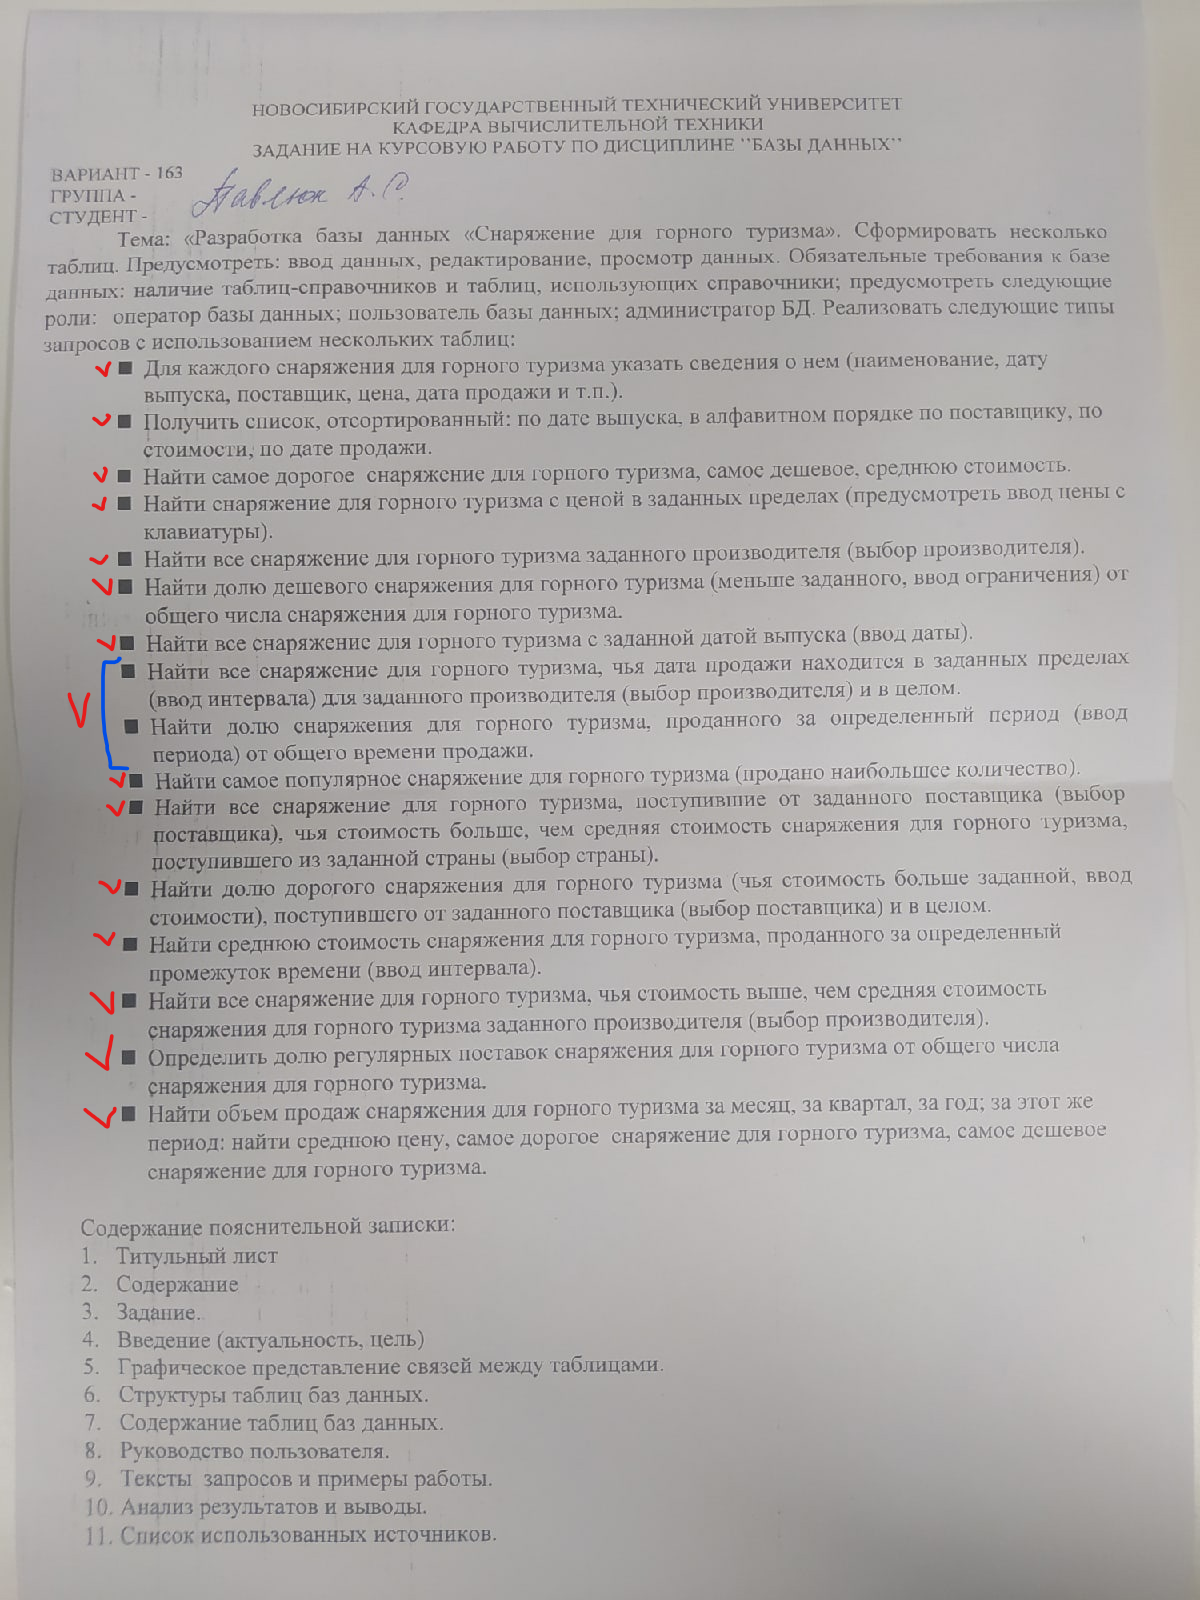 НОВОСИБИРСКИЙ ГОСУДАРСТВЕННЫЙ ТЕХНИЧЕСКИЙ УНИВЕРСИТЕТ
КАФЕДРА ВЫЧИСЛИТЕЛЬНОЙ ТЕХНИКИ
ЗАДАНИЕ НА КУРСОВУЮ РАБОТУ ПО ДИСЦИПЛИНЕ "БАЗЫ ДАННЫХ"
ВАРИАНТ - 163
ГРУППА -
СТУДЕНТ - Павлюк А. С.
Тема: «Разработка базы данных «Снаряжение для горного туризма». Сформировать несколько
таблиц. Предусмотреть: ввод данных, редактирование, просмотр данных. Обязательные требования к базе
данных: наличие таблиц-справочников и таблиц, использующих справочники; предусмотреть следующие
роли: оператор базы данных; пользователь базы данных; администратор БД. Реализовать следующие типы
запросов с использованием нескольких таблиц:
■ Для каждого снаряжения для горного туризма указать сведения о нем (наименование, дату
выпуска, поставщик, цена, дата продажи и т.п.).
■ Получить список, отсортированный: по дате выпуска, в алфавитном порядке по поставщику, по
стоимости, по дате продажи.
■ Найти самое дорогое снаряжение для горного туризма, самое дешевое, среднюю стоимость.
■ Найти снаряжение для горного туризма с ценой в заданных пределах (предусмотреть ввод цены с
клавиатуры).
■ Найти все снаряжение для горного туризма заданного производителя (выбор производителя).
■ Найти долю дешевого снаряжения для горного туризма (меньше заданного, ввод ограничения) от
общего числа снаряжения для горного туризма.
■ Найти все снаряжение для горного туризма с заданной датой выпуска (ввод даты).
■ Найти все снаряжение для горного туризма, чья дата продажи находится в заданных пределах
(ввод интервала) для заданного производителя (выбор производителя) и в целом.
■ Найти долю снаряжения для горного туризма, проданного за определенный период (ввод
периода) от общего времени продажи.
■ Найти самое популярное снаряжение для горного туризма (продано наибольшее количество).
■ Найти все снаряжение для горного туризма, поступившие от заданного поставщика (выбор
поставщика), чья стоимость больше, чем средняя стоимость снаряжения для горного туризма,
поступившего из заданной страны (выбор страны).
■ Найти долю дорогого снаряжения для горного туризма (чья стоимость больше заданной, ввод
стоимости), поступившего от заданного поставщика (выбор поставщика) и в целом.
■ Найти среднюю стоимость снаряжения для горного туризма, проданного за определенный
промежуток времени (ввод интервала).
■ Найти все снаряжение для горного туризма, чья стоимость выше, чем средняя стоимость
снаряжения для горного туризма заданного производителя (выбор производителя).
■ Определить долю регулярных поставок снаряжения для горного туризма от общего числа
снаряжения для горного туризма.
■ Найти объем продаж снаряжения для горного туризма за месяц, за квартал, за год; за этот же
период: найти среднюю цену, самое дорогое снаряжение для горного туризма, самое дешевое
снаряжение для горного туризма.
Содержание пояснительной записки:
1. Титульный лист
2. Содержание
3. Задание.
4. Введение (актуальность, цель)
5. Графическое представление связей между таблицами.
6. Структуры таблиц баз данных.
7. Содержание таблиц баз данных.
8. Руководство пользователя.
9. Тексты запросов и примеры работы.
10. Анализ результатов и выводы.
11. Список использованных источников.